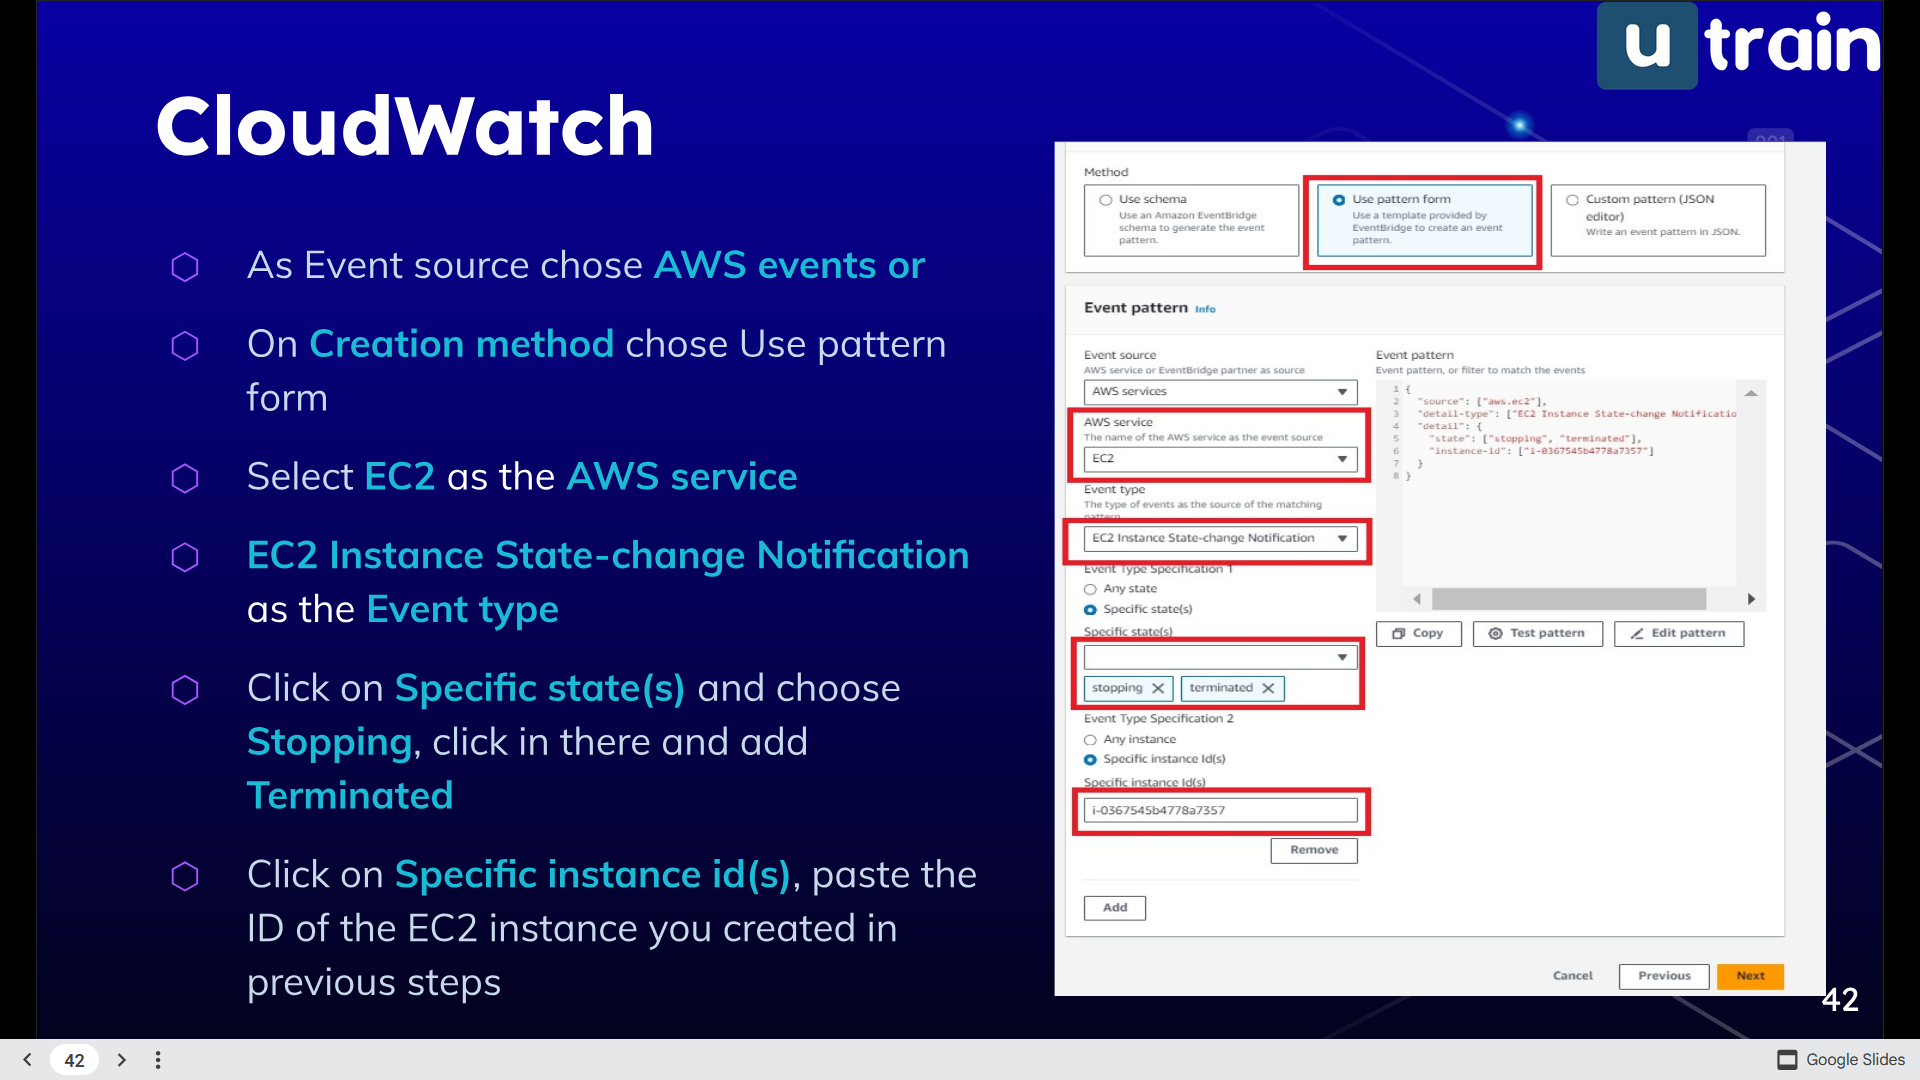 u train
CloudWatch
As Event source chose AWS events or
On Creation method chose Use pattern
form
Select EC2 as the AWS service
EC2 Instance State-change Notification
as the Event type
Click on Specific state(s) and choose
Stopping, click in there and add
Terminated
Click on Specific instance id(s), paste the
ID of the EC2 instance you created in
previous steps
001
Method
Use schema
Use an Amazon EventBridge
schema to generate the event
pattern.
Use pattern form
Use a template provided by
EventBridge to create an event
pattern.
Custom pattern (JSON
editor)
Write an event pattern in JSON.
Event pattern Info
Event source
AWS service or EventBridge partner as source
AWS services
AWS service
The name of the AWS service as the event source
EC2
Event type
The type of events as the source of the matching
pattern
EC2 Instance State-change Notification
Event Type Specification 1
Any state
Specific state(s)
Specific state(s)
stopping
terminated
Event Type Specification 2
Any instance
Specific instance Id(s)
Specific instance Id(s)
i-0367545b4778a7357
Remove
Add
Event pattern
Event pattern, or filter to match the events
1 {
2 "source": ["aws.ec2"],
3 "detail-type": ["EC2 Instance State-change Notificatio
4 "detail": {
5 "state": ["stopping", "terminated"],
6 "instance-id": ["i-0367545b4778a7357"]
7 }
8 }
Copy
Test pattern
Edit pattern
Cancel
Previous
Next
42
42
Google Slides